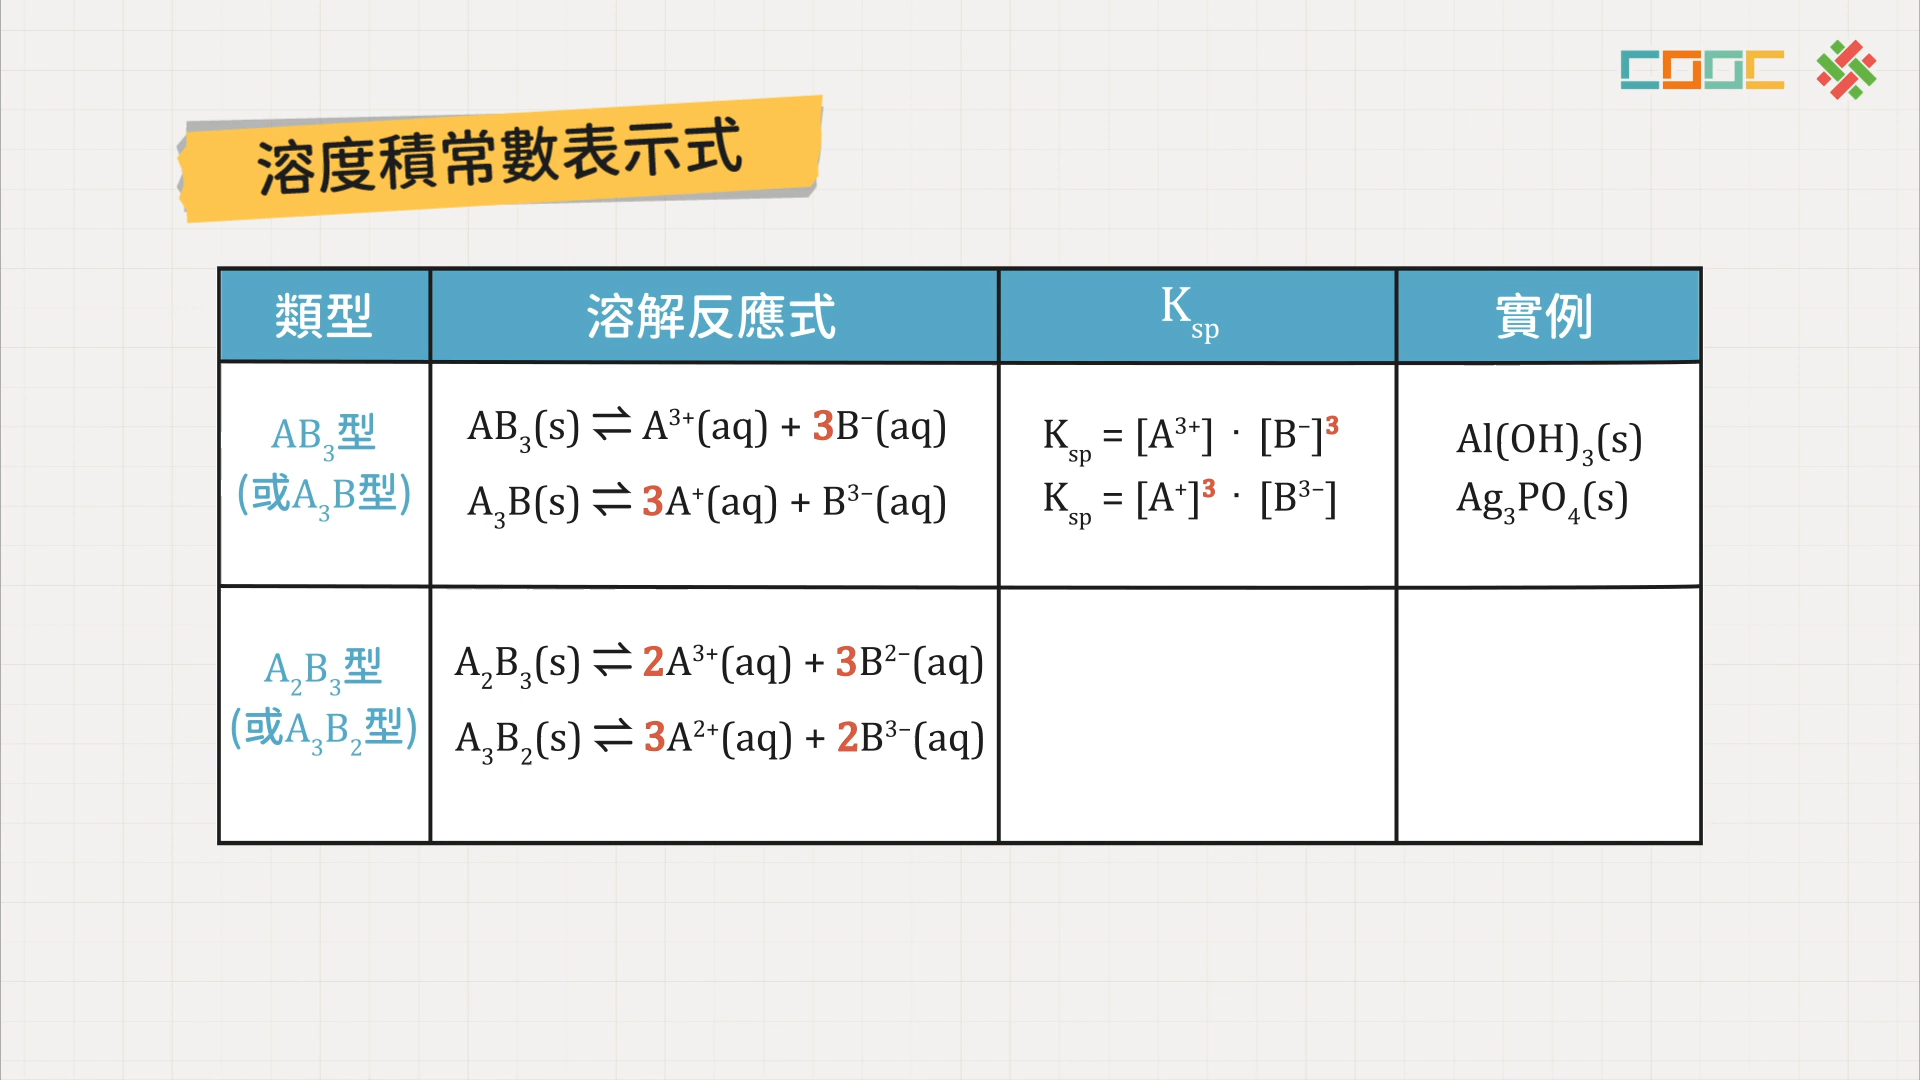 COOC
溶度積常數表示式
類型 溶解反應式 Ksp 實例
AB₃型
(或A₃B型)
AB₃(s) ⇌ A³⁺(aq) + 3B⁻(aq)
A₃B(s) ⇌ 3A⁺(aq) + B³⁻(aq)
Ksp = [A³⁺] · [B⁻]³
Ksp = [A⁺]³ · [B³⁻]
Al(OH)₃(s)
Ag₃PO₄(s)
A₂B₃型
(或A₃B₂型)
A₂B₃(s) ⇌ 2A³⁺(aq) + 3B²⁻(aq)
A₃B₂(s) ⇌ 3A²⁺(aq) + 2B³⁻(aq)